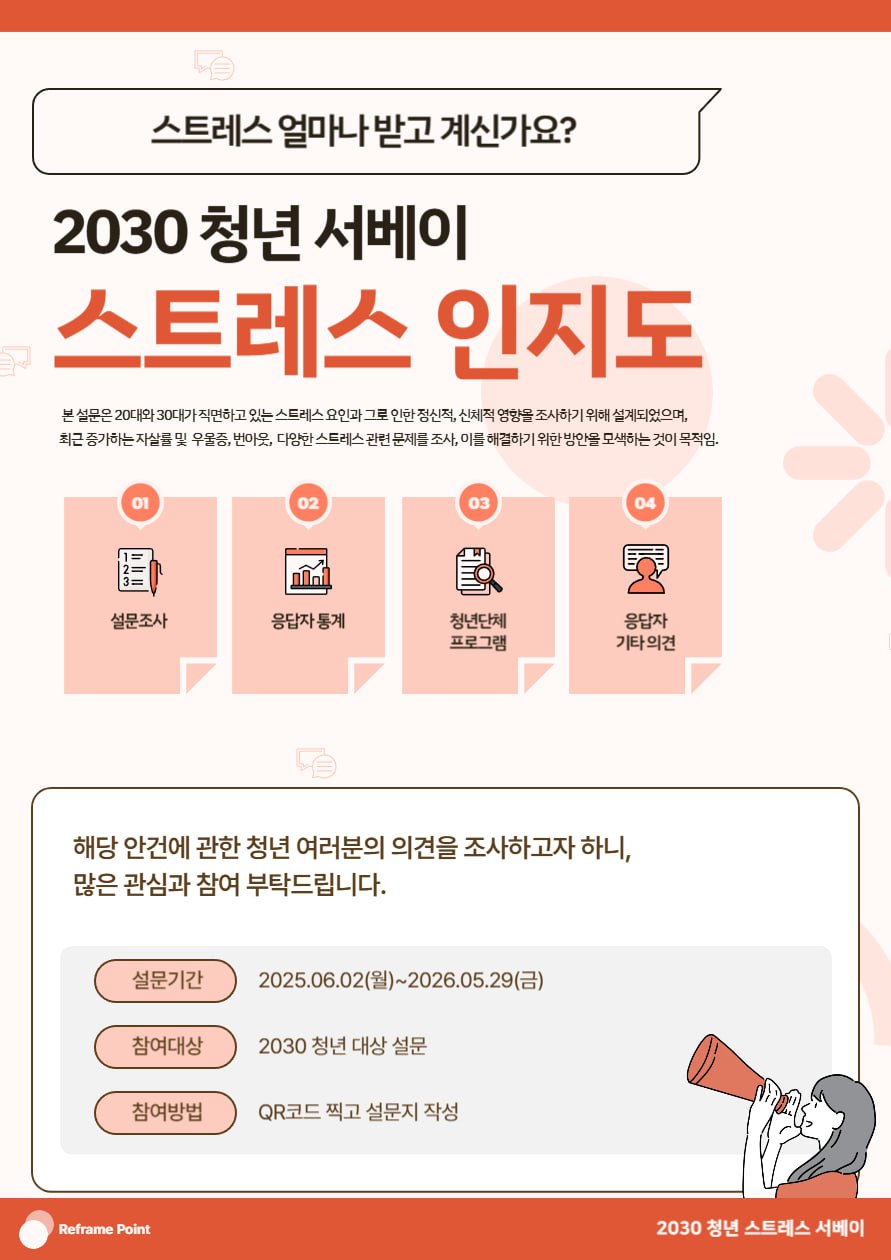 스트레스 얼마나 받고 계신가요?
2030 청년 서베이
스트레스 인지도
본 설문은 20대와 30대가 직면하고 있는 스트레스 요인과 그로 인한 정신적, 신체적 영향을 조사하기 위해 설계되었으며,
최근 증가하는 자살률 및 우울증, 번아웃, 다양한 스트레스 관련 문제를 조사, 이를 해결하기 위한 방안을 모색하는 것이 목적임.
01
설문조사
02
응답자 통계
03
청년단체
프로그램
04
응답자
기타 의견
해당 안건에 관한 청년 여러분의 의견을 조사하고자 하니,
많은 관심과 참여 부탁드립니다.
설문기간 2025.06.02(월)~2026.05.29(금)
참여대상 2030 청년 대상 설문
참여방법 QR코드 찍고 설문지 작성
Reframe Point
2030 청년 스트레스 서베이